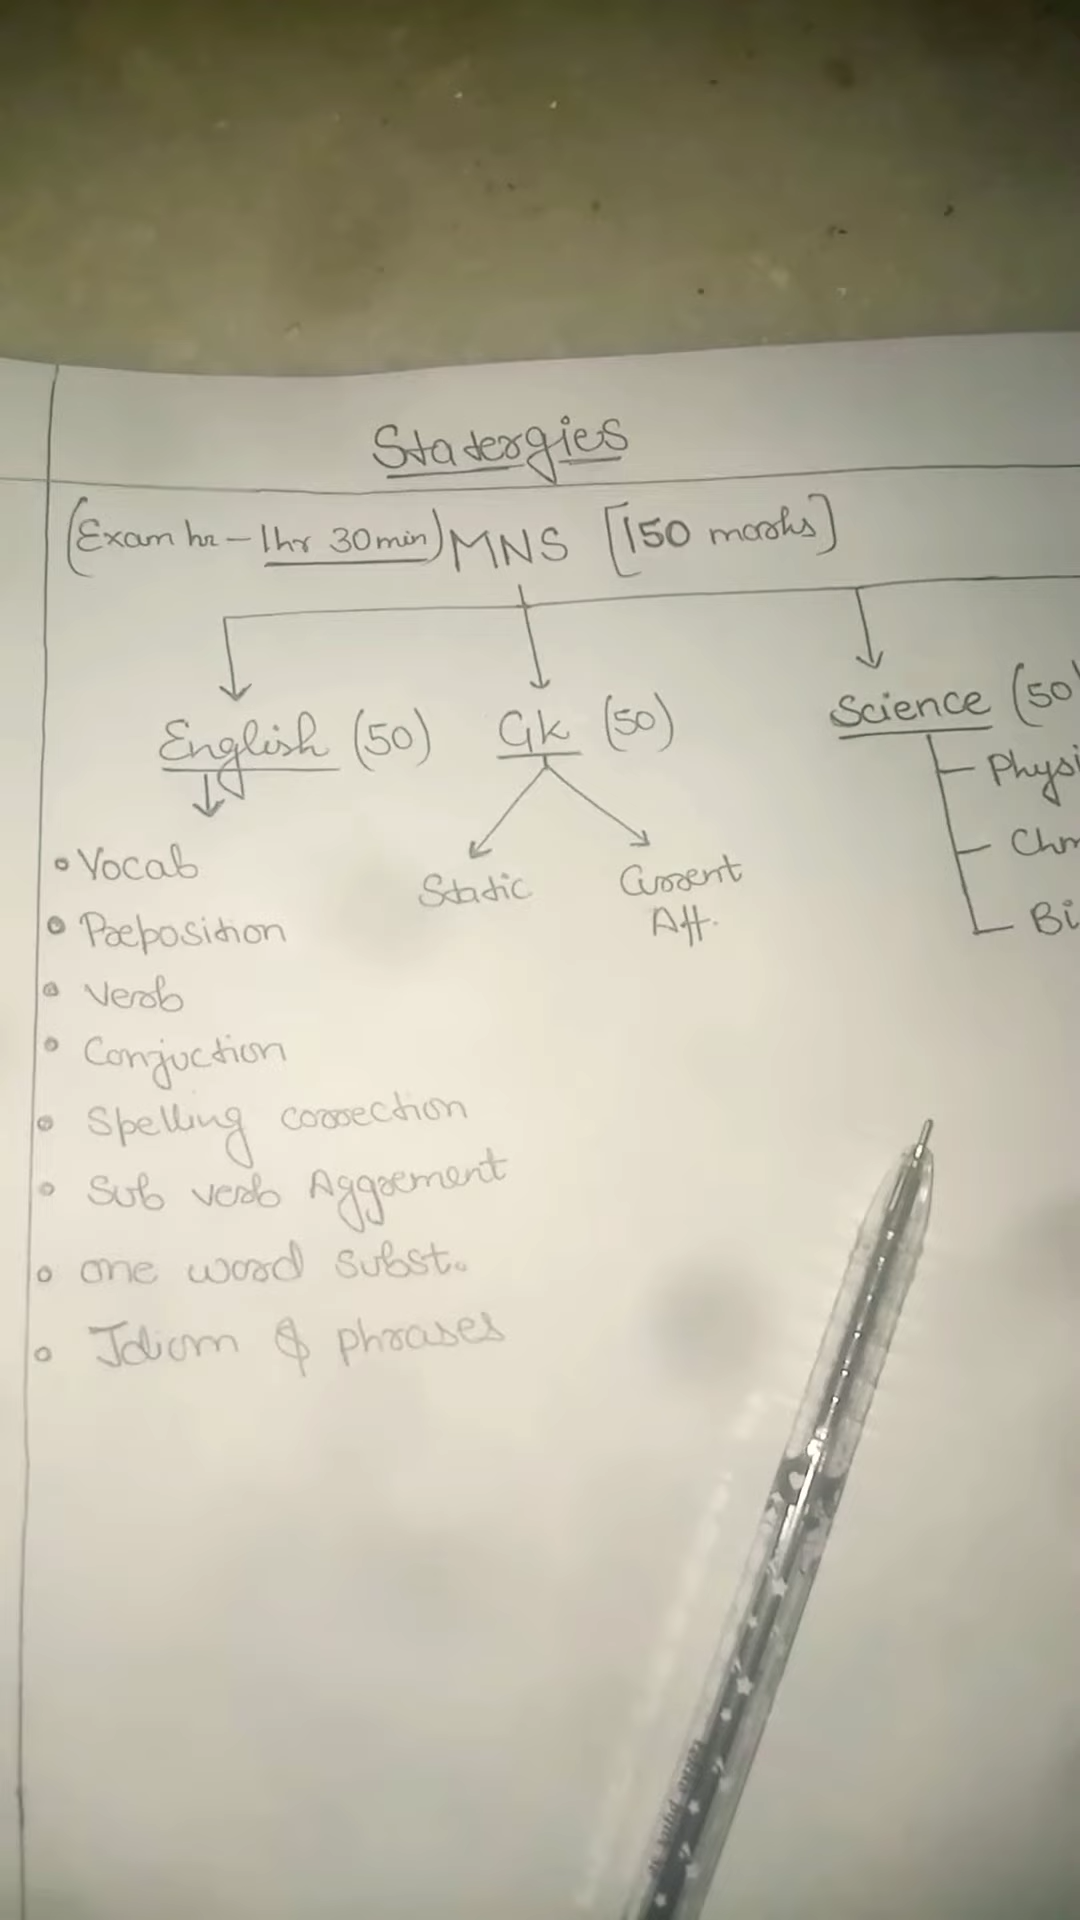 Statergies
(Exam hr - 1hr 30min) MNS [150 marks]
English (50) GK (50) Science (50
Static Current Aff.
Physi
Chm
Bi
• Vocab
• Preposition
• Verb
• Conjuction
• Spelling correction
• Sub verb Aggrement
• one word subst.
• Idiom & phrases